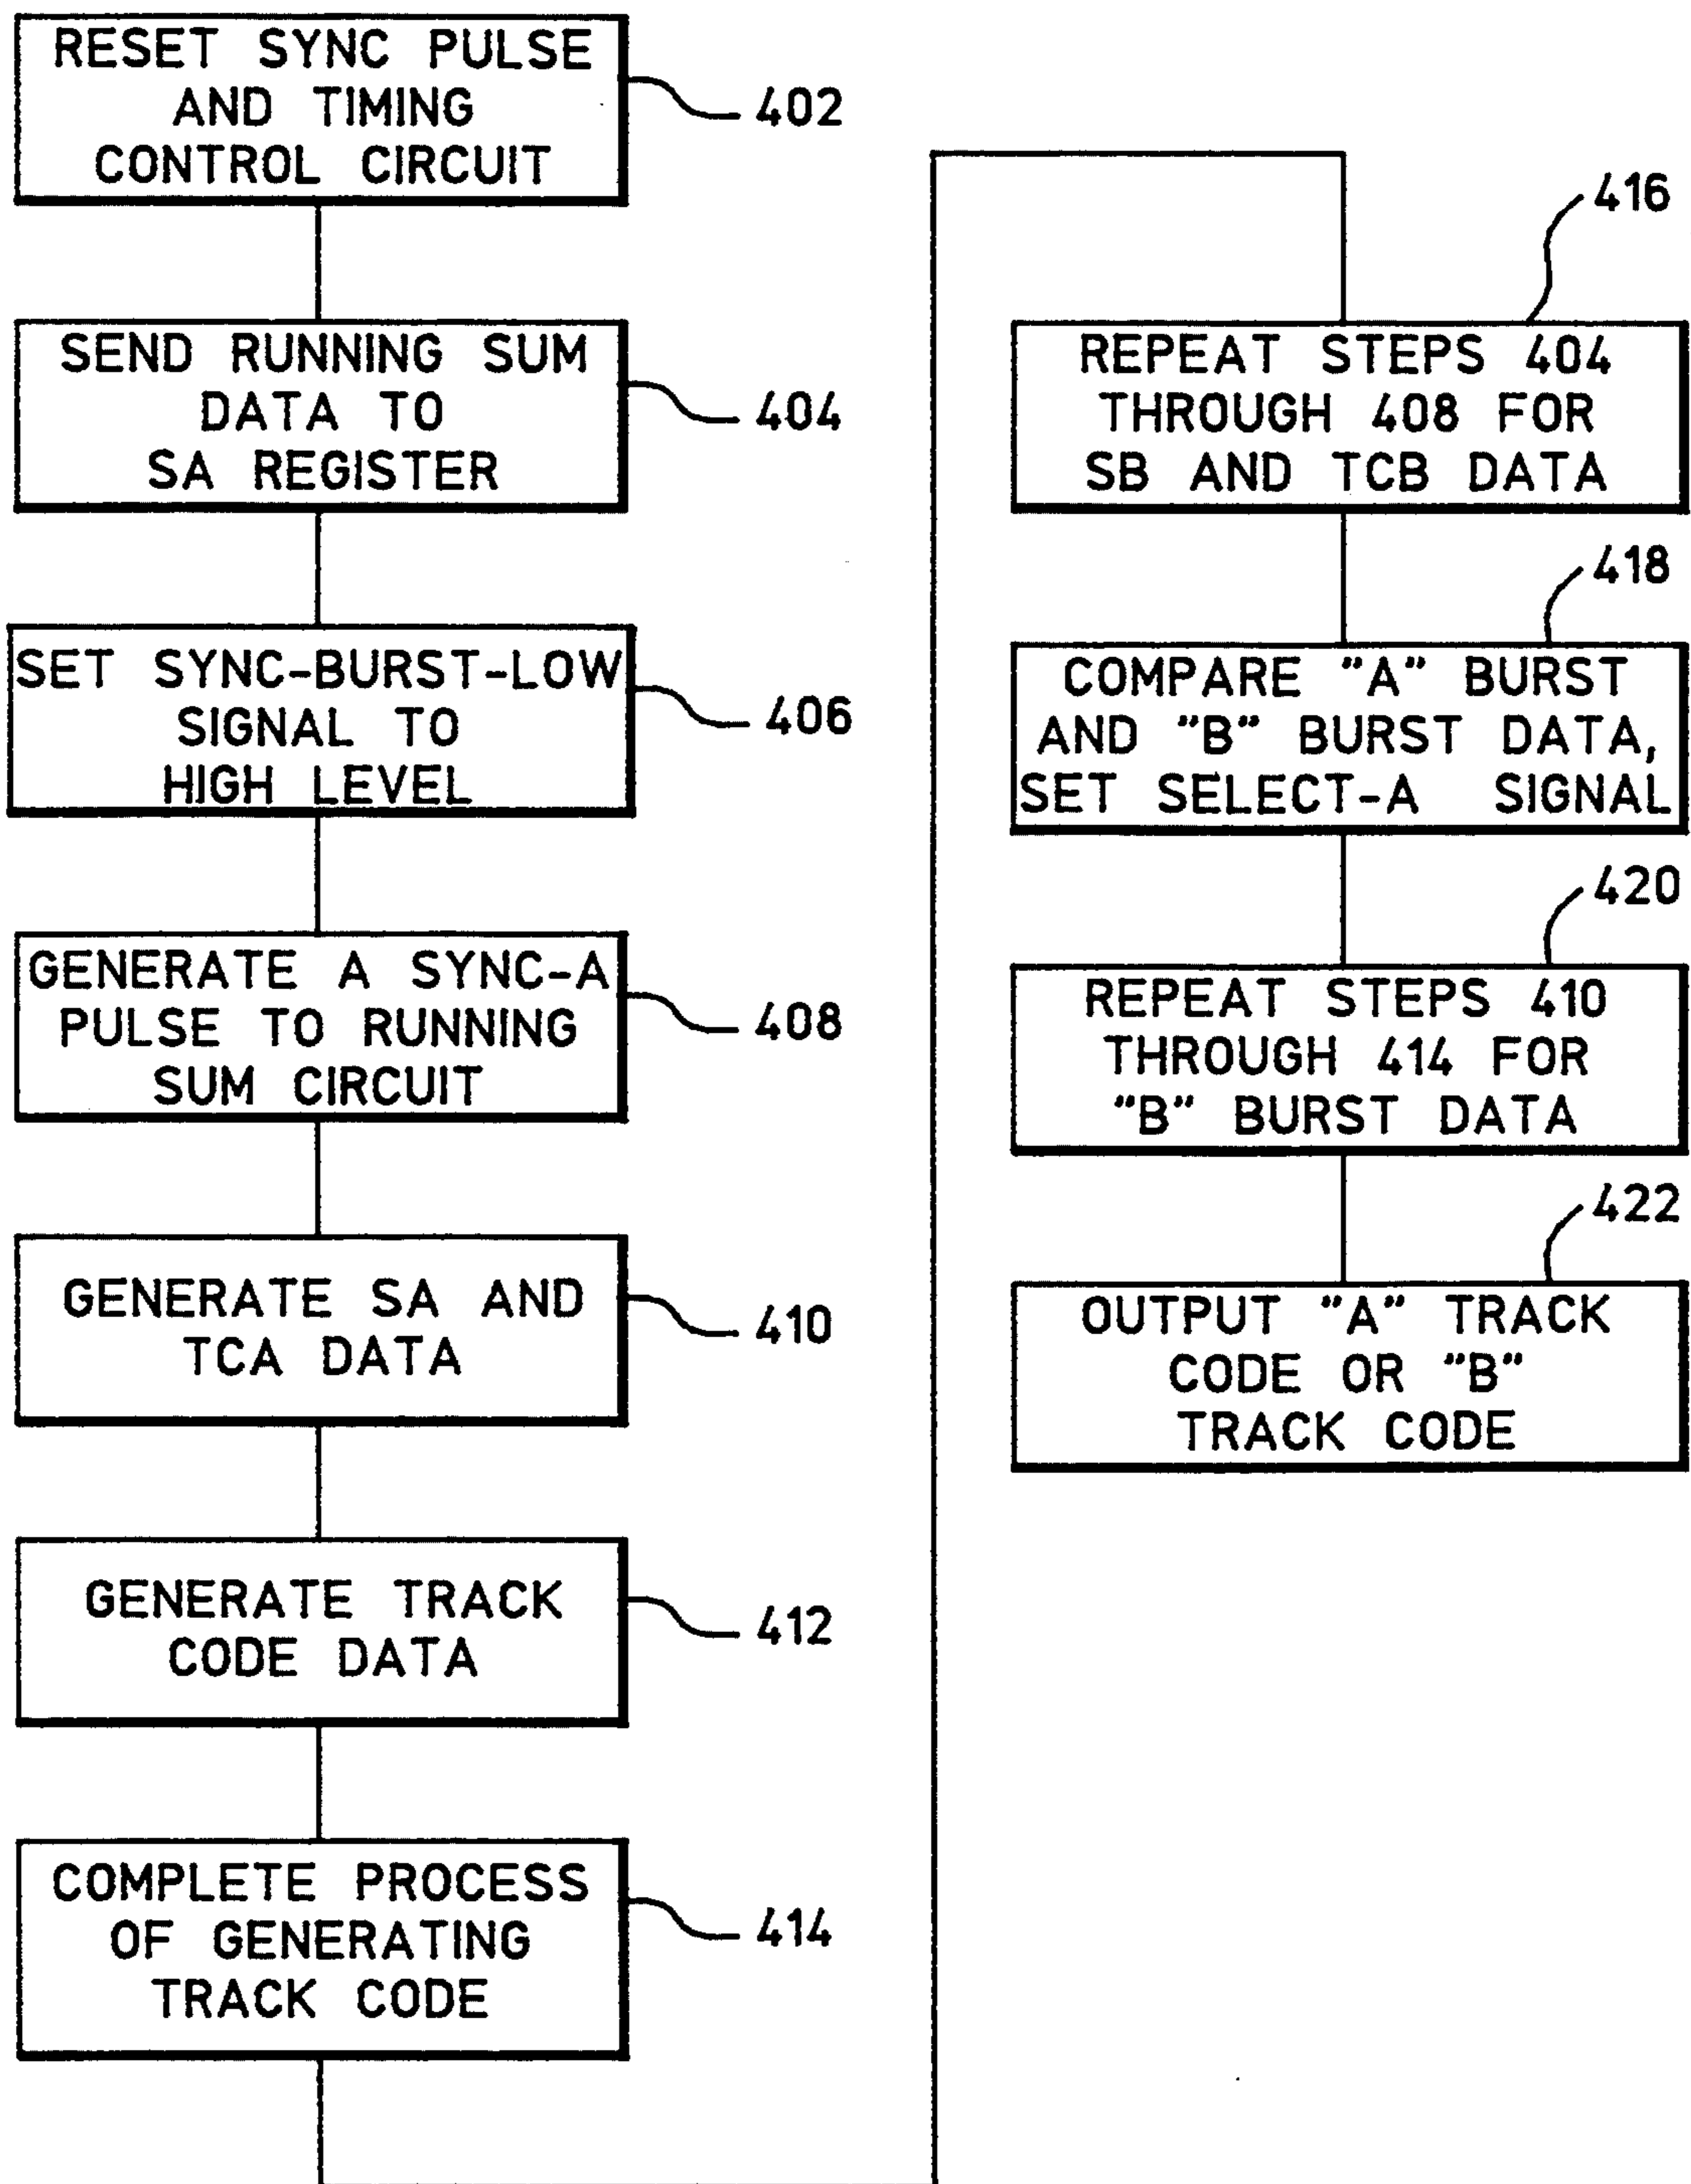 RESET SYNC PULSE
AND TIMING
CONTROL CIRCUIT
402
SEND RUNNING SUM
DATA TO
SA REGISTER
404
SET SYNC-BURST-LOW
SIGNAL TO
HIGH LEVEL
406
GENERATE A SYNC-A
PULSE TO RUNNING
SUM CIRCUIT
408
GENERATE SA AND
TCA DATA
410
GENERATE TRACK
CODE DATA
412
COMPLETE PROCESS
OF GENERATING
TRACK CODE
414
416
REPEAT STEPS 404
THROUGH 408 FOR
SB AND TCB DATA
418
COMPARE "A" BURST
AND "B" BURST DATA,
SET SELECT-A SIGNAL
420
REPEAT STEPS 410
THROUGH 414 FOR
"B" BURST DATA
422
OUTPUT "A" TRACK
CODE OR "B"
TRACK CODE